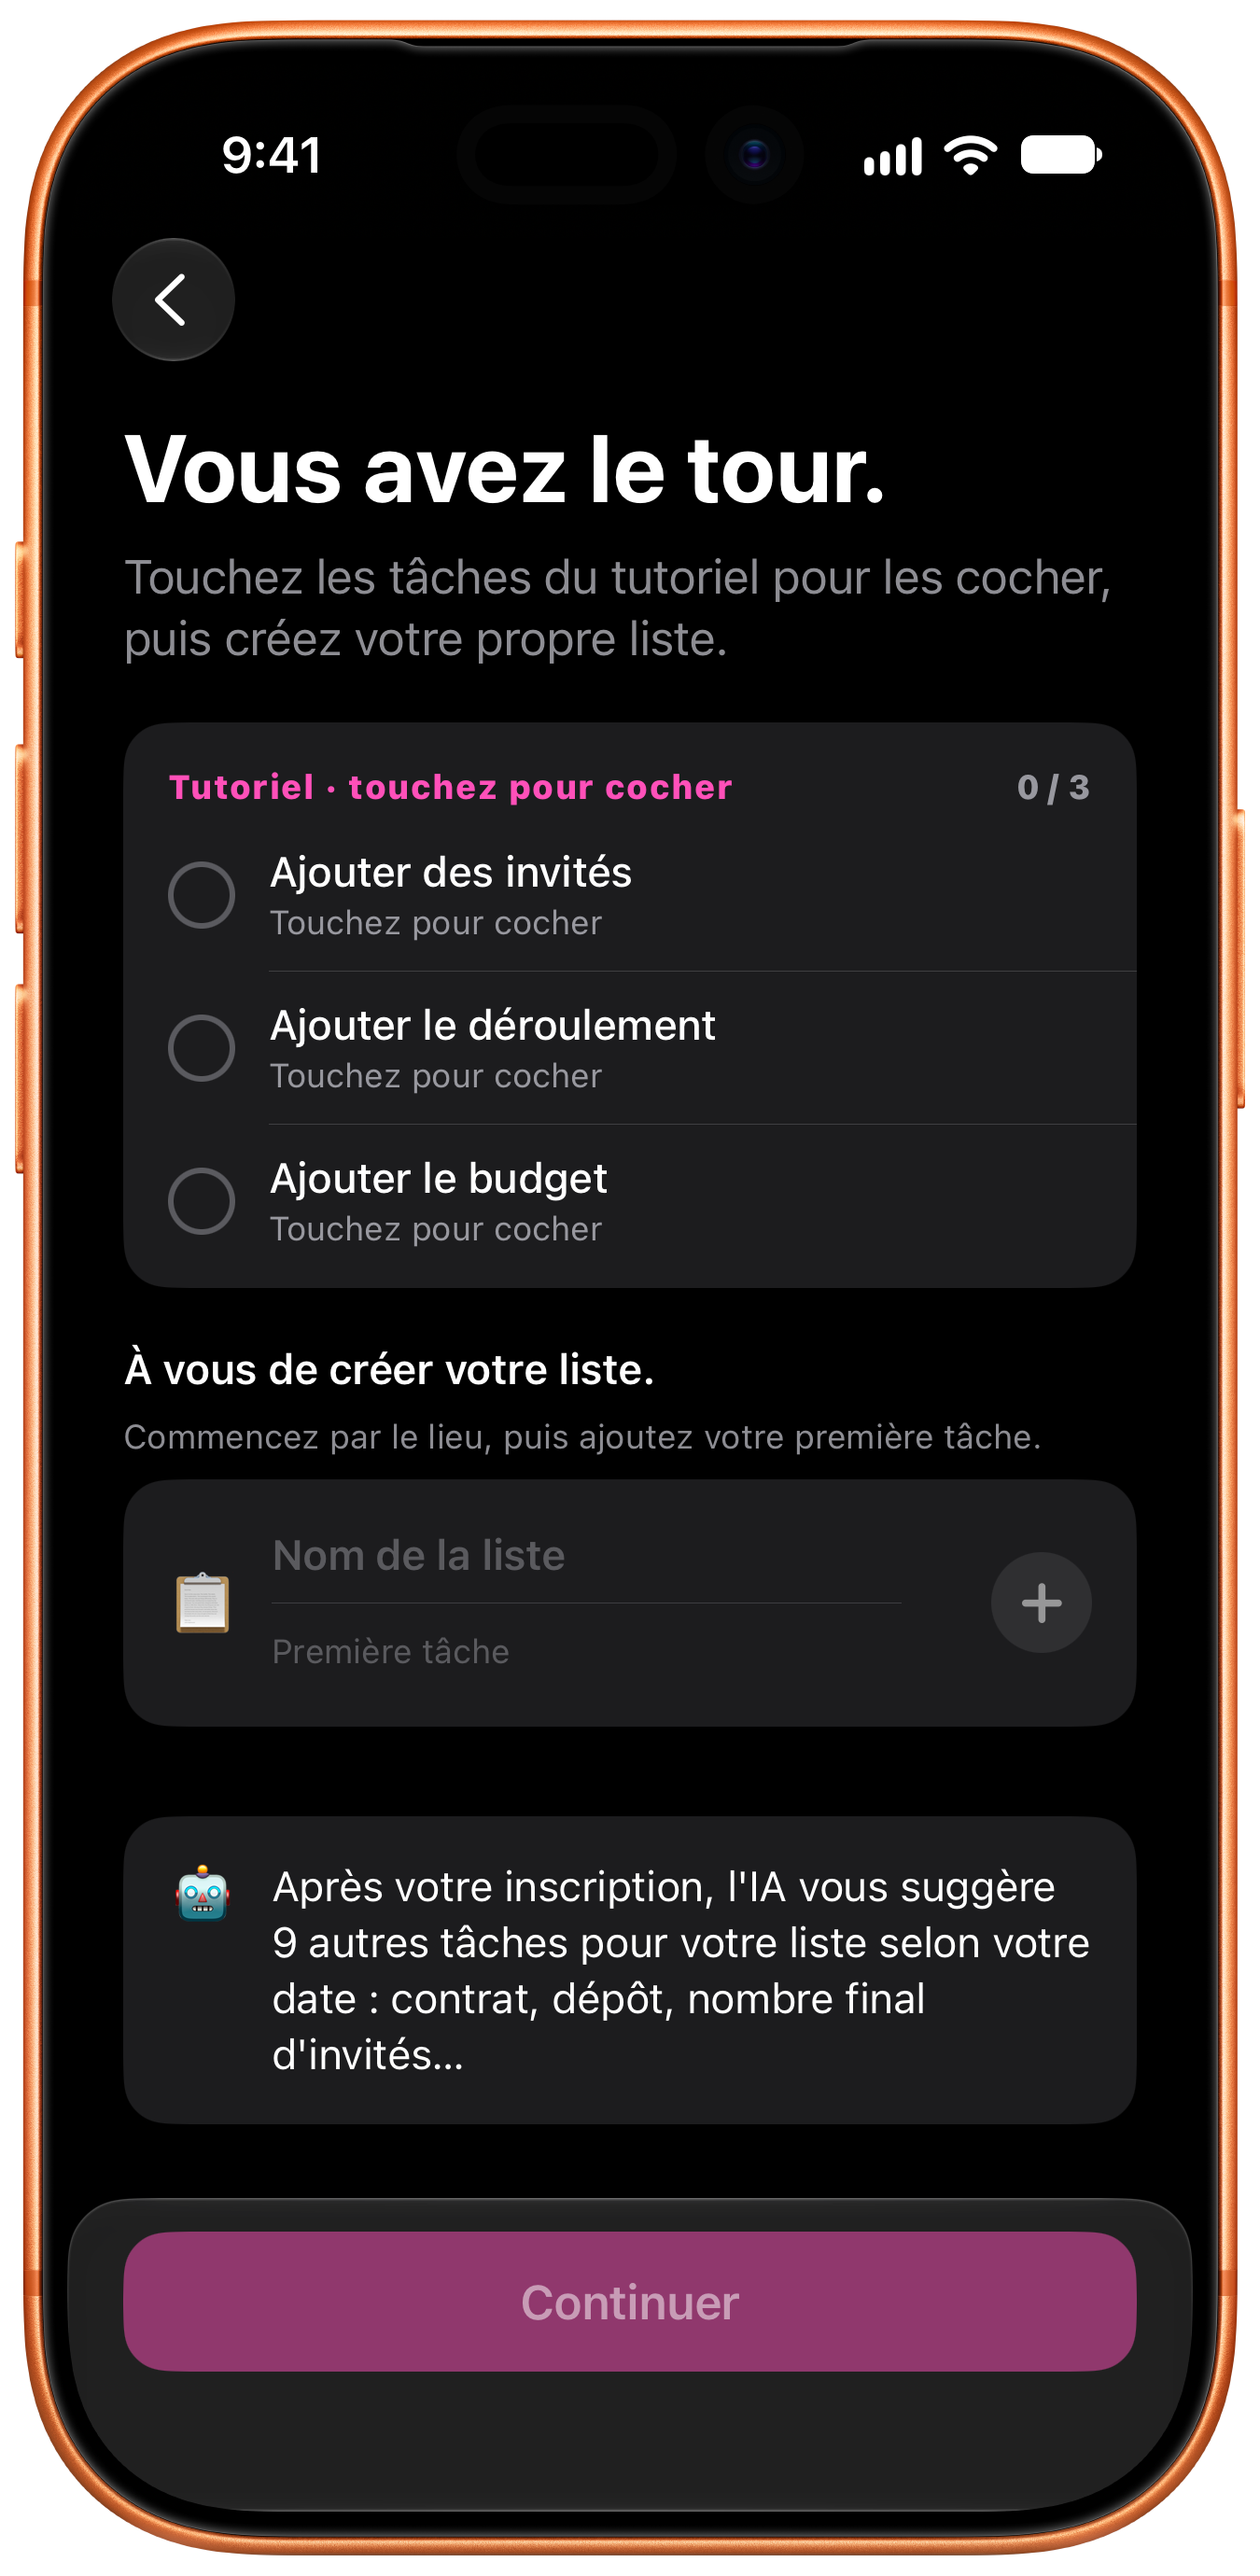 9:41
Vous avez le tour.
Touchez les tâches du tutoriel pour les cocher,
puis créez votre propre liste.
Tutoriel · touchez pour cocher
0 / 3
Ajouter des invités
Touchez pour cocher
Ajouter le déroulement
Touchez pour cocher
Ajouter le budget
Touchez pour cocher
À vous de créer votre liste.
Commencez par le lieu, puis ajoutez votre première tâche.
Nom de la liste
Première tâche
Après votre inscription, l'IA vous suggère
9 autres tâches pour votre liste selon votre
date : contrat, dépôt, nombre final
d'invités...
Continuer